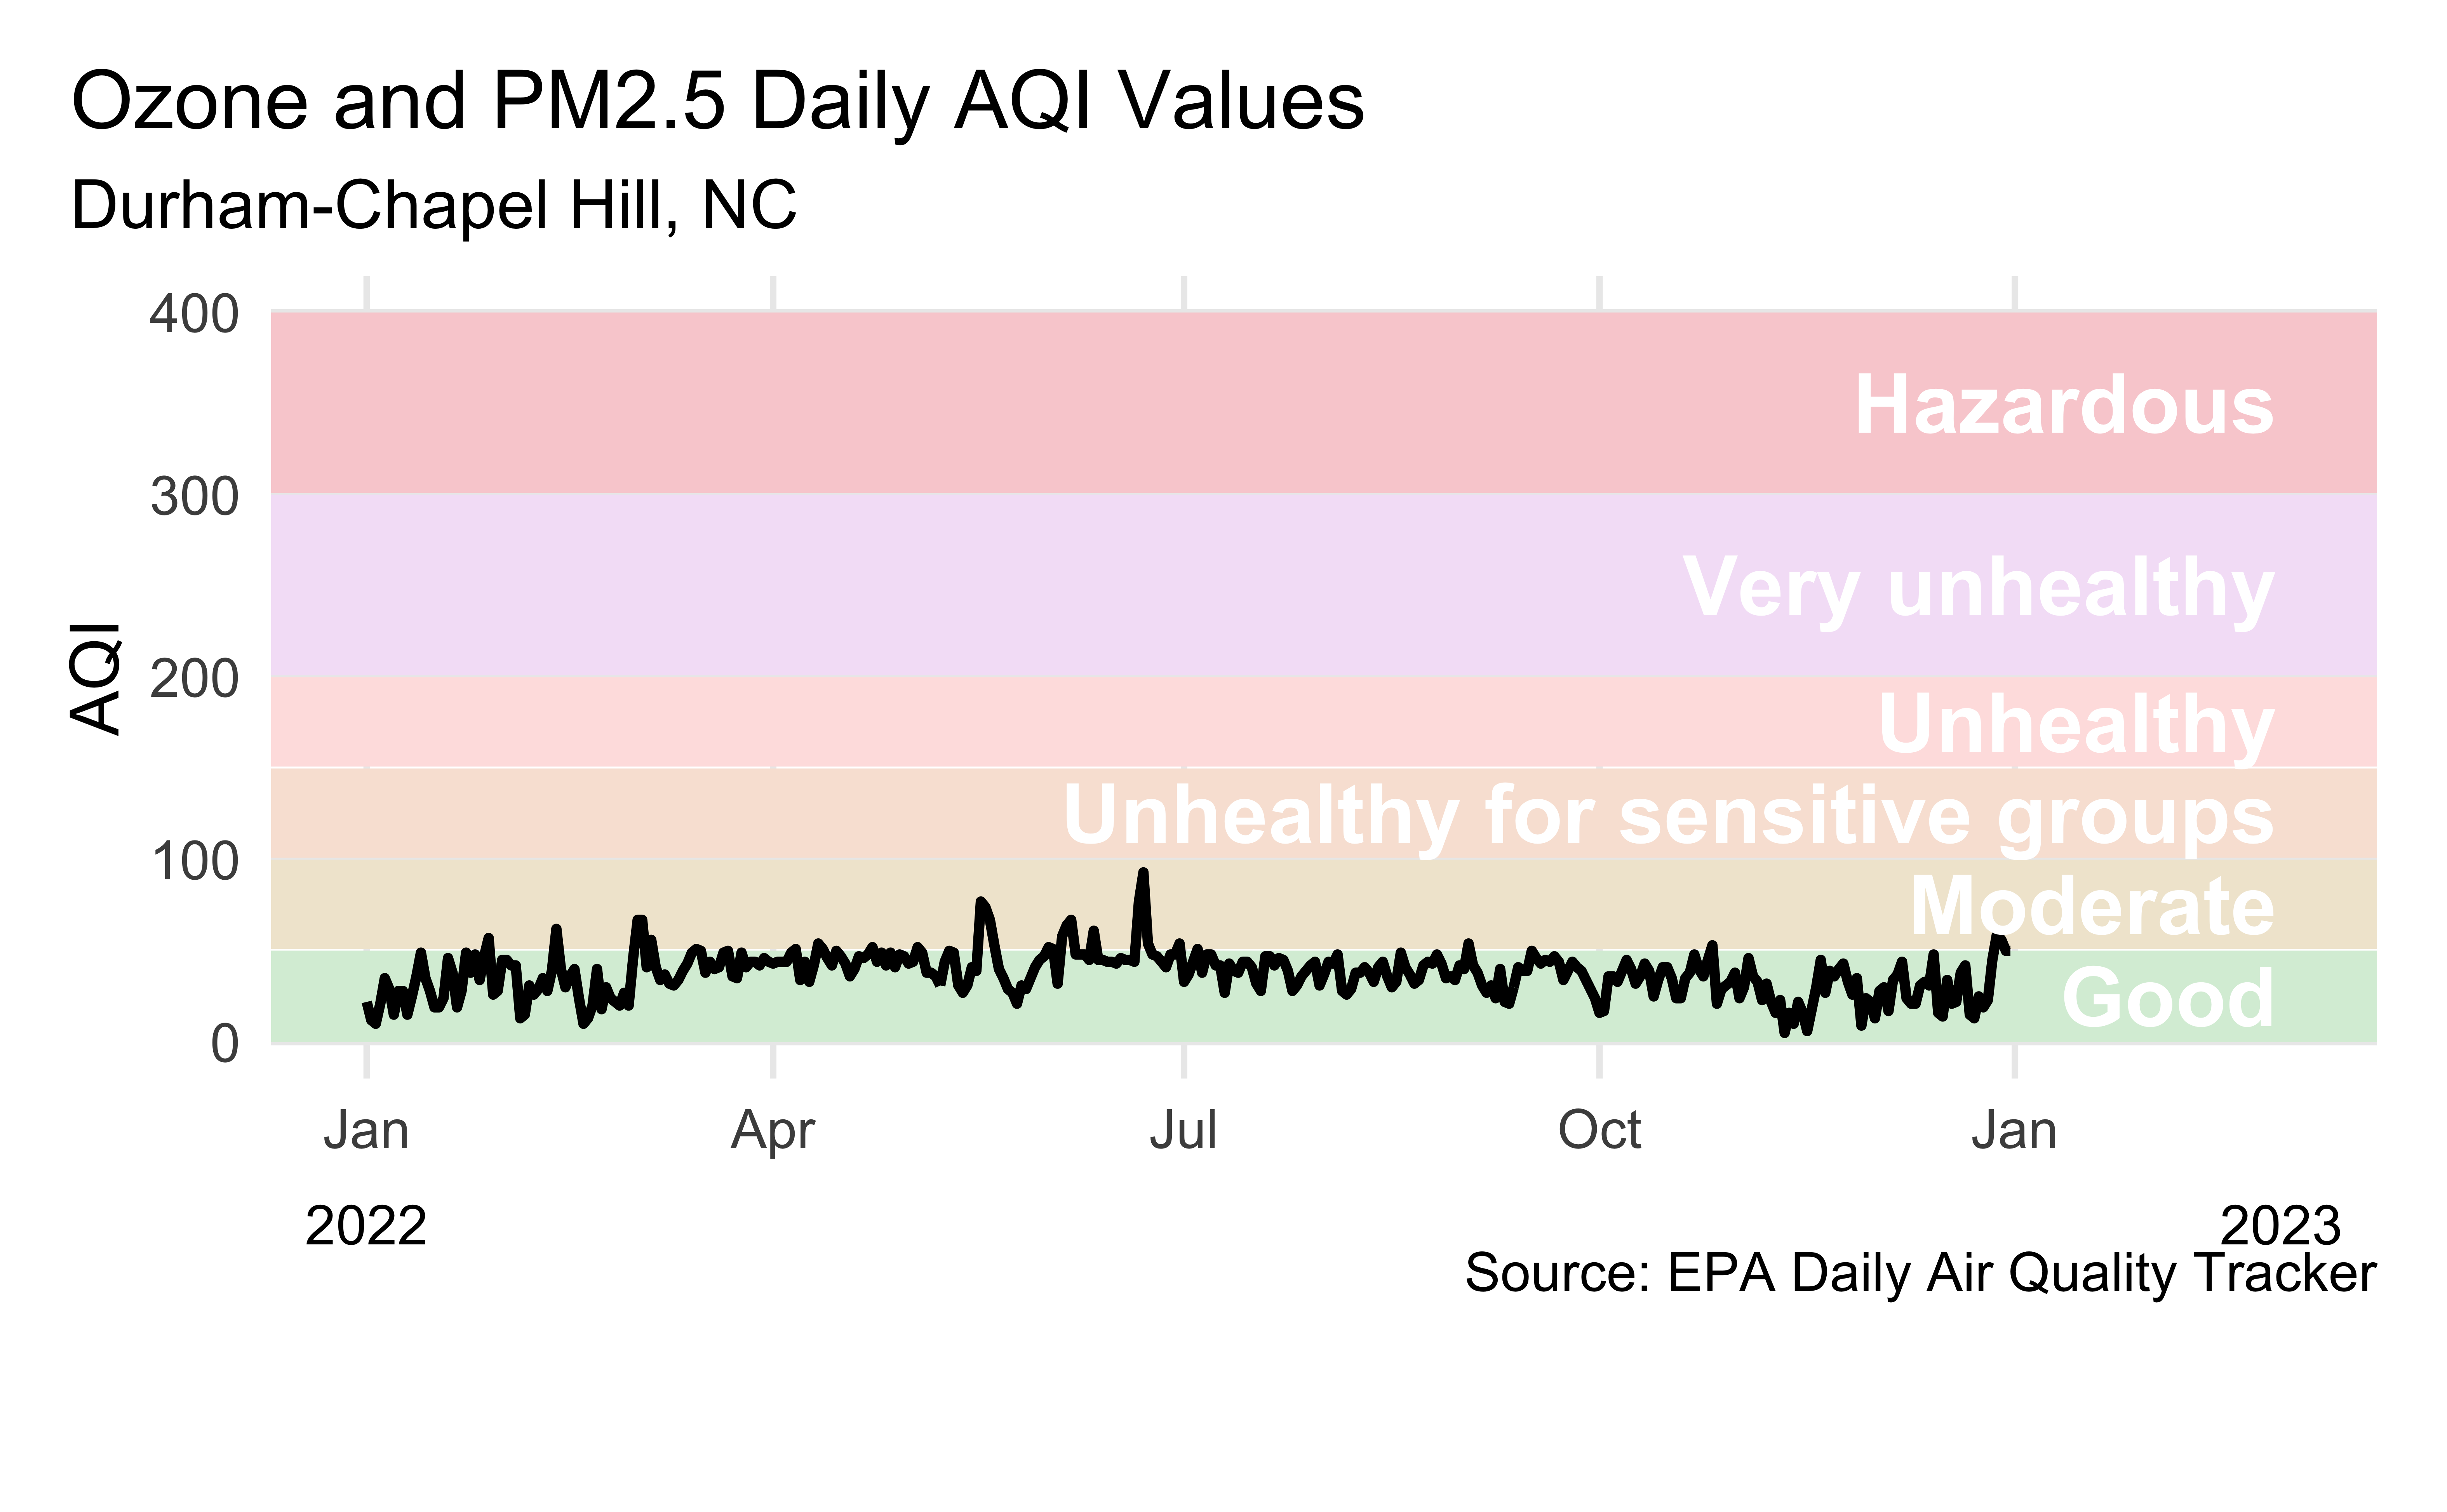 Ozone and PM2.5 Daily AQI Values
Durham-Chapel Hill, NC
400
Hazardous
300
Very unhealthy
AQI
200
Unhealthy
Unhealthy for sensitive groups
100
Moderate
Good
0
Jan Apr Jul Oct Jan
2022 2023
Source: EPA Daily Air Quality Tracker